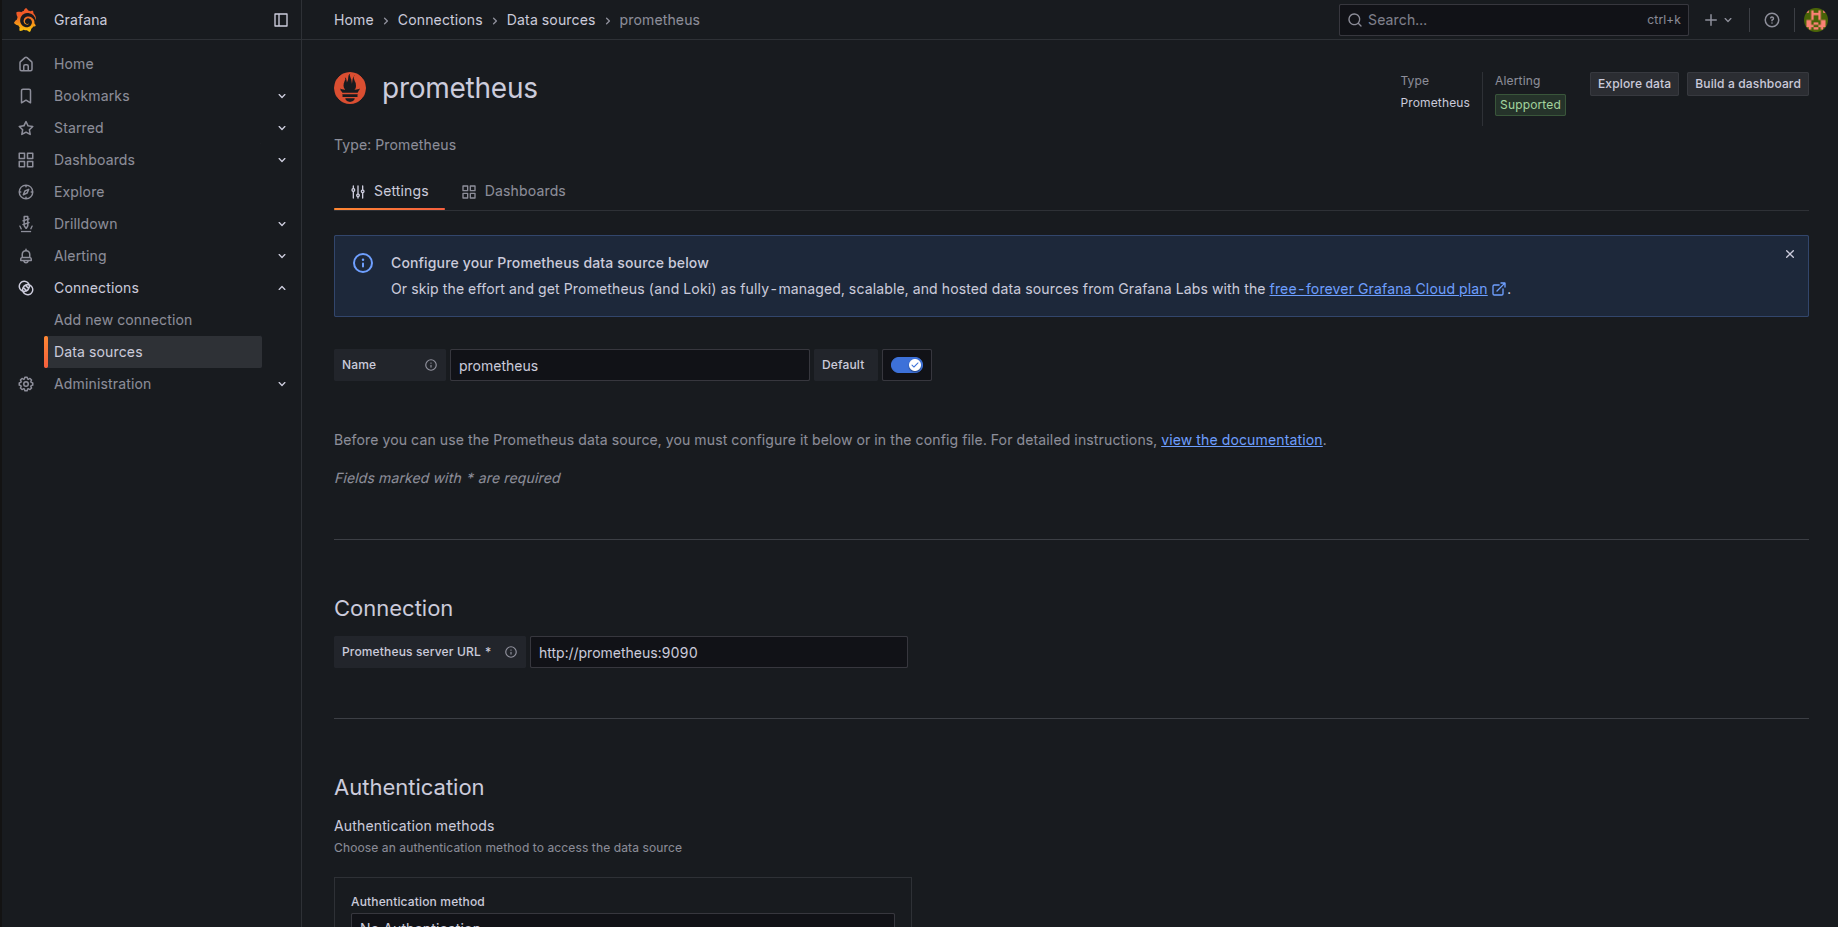 Grafana
Home
Bookmarks
Starred
Dashboards
Explore
Drilldown
Alerting
Connections
Add new connection
Data sources
Administration
Home › Connections › Data sources › prometheus
Search... ctrl+k
prometheus
Type
Prometheus
Alerting
Supported
Explore data
Build a dashboard
Type: Prometheus
Settings
Dashboards
Configure your Prometheus data source below
Or skip the effort and get Prometheus (and Loki) as fully-managed, scalable, and hosted data sources from Grafana Labs with the free-forever Grafana Cloud plan.
Name prometheus Default
Before you can use the Prometheus data source, you must configure it below or in the config file. For detailed instructions, view the documentation.
Fields marked with * are required
Connection
Prometheus server URL * http://prometheus:9090
Authentication
Authentication methods
Choose an authentication method to access the data source
Authentication method
No Authentication